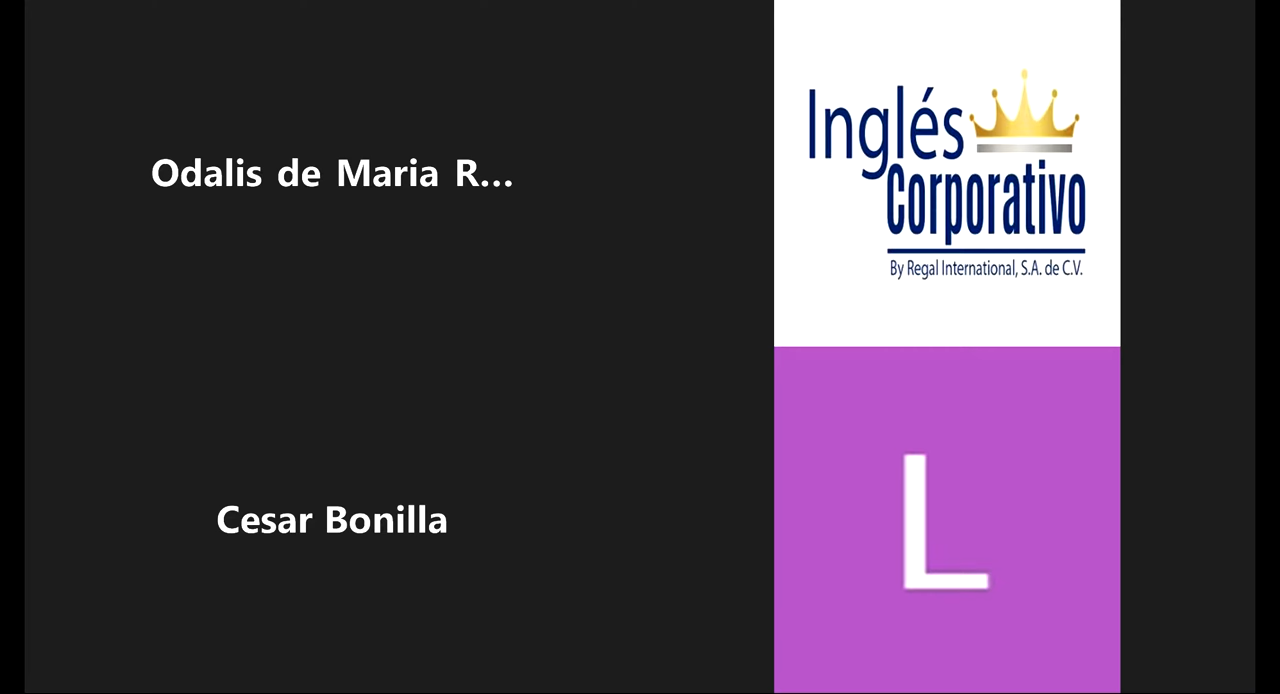 Odalis de Maria R...
Inglés
Corporativo
By Regal International, S.A. de C.V.
Cesar Bonilla
L